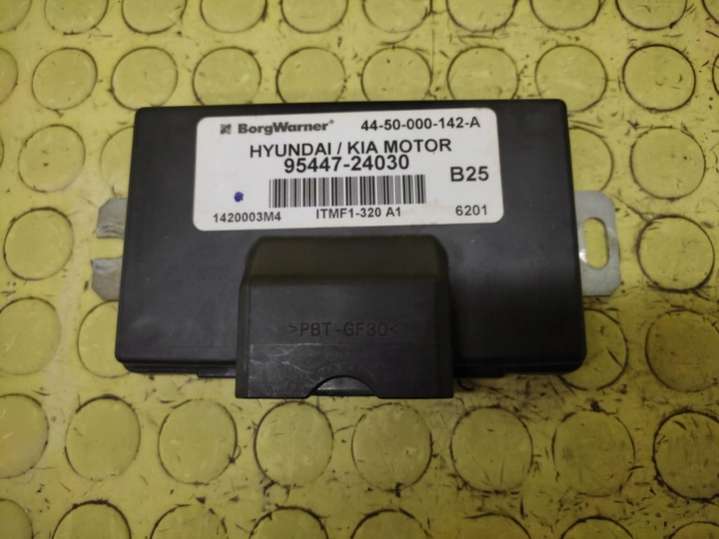 BorgWarner® 44-50-000-142-A
HYUNDAI / KIA MOTOR
95447-24030
B25
1420003M4 ITMF1-320 A1 6201
>PBT-GF30<